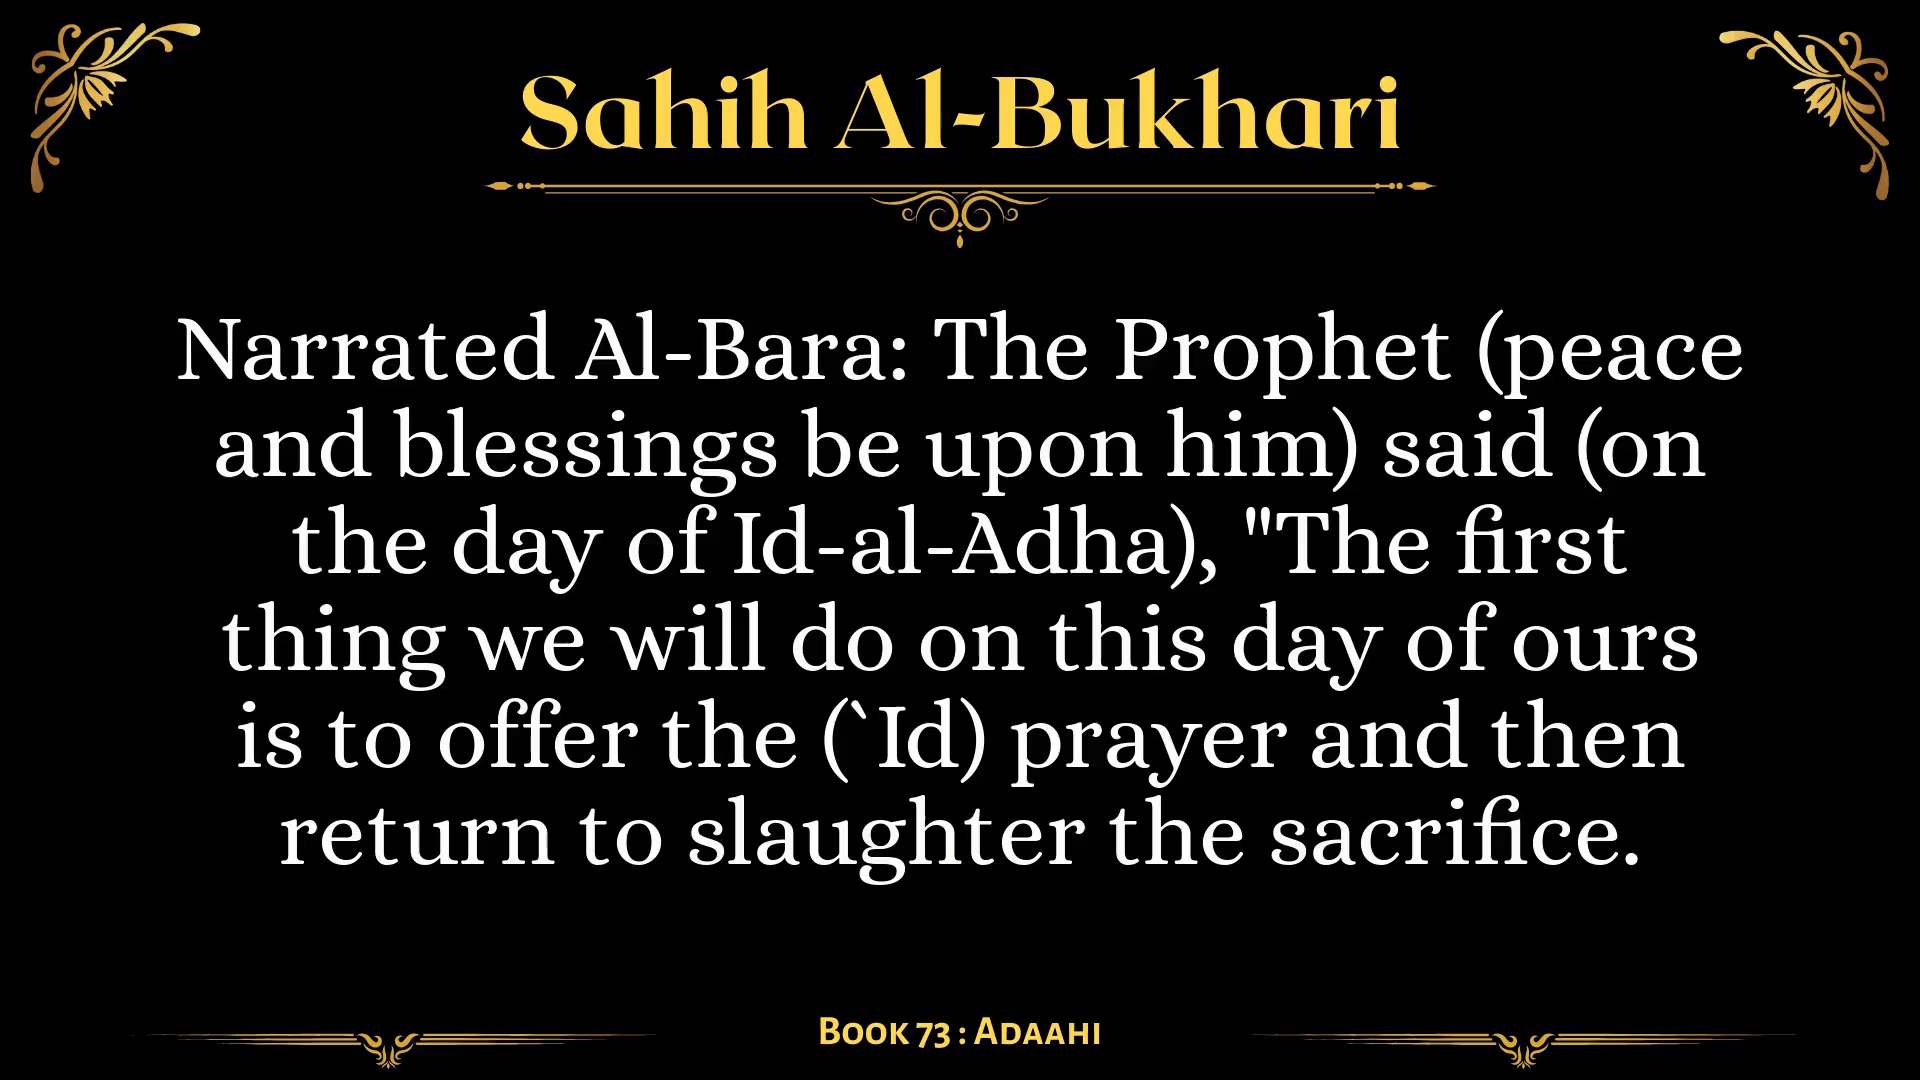 Sahih Al-Bukhari
Narrated Al-Bara: The Prophet (peace
and blessings be upon him) said (on
the day of Id-al-Adha), "The first
thing we will do on this day of ours
is to offer the (`Id) prayer and then
return to slaughter the sacrifice.
Book 73 : Adaahi